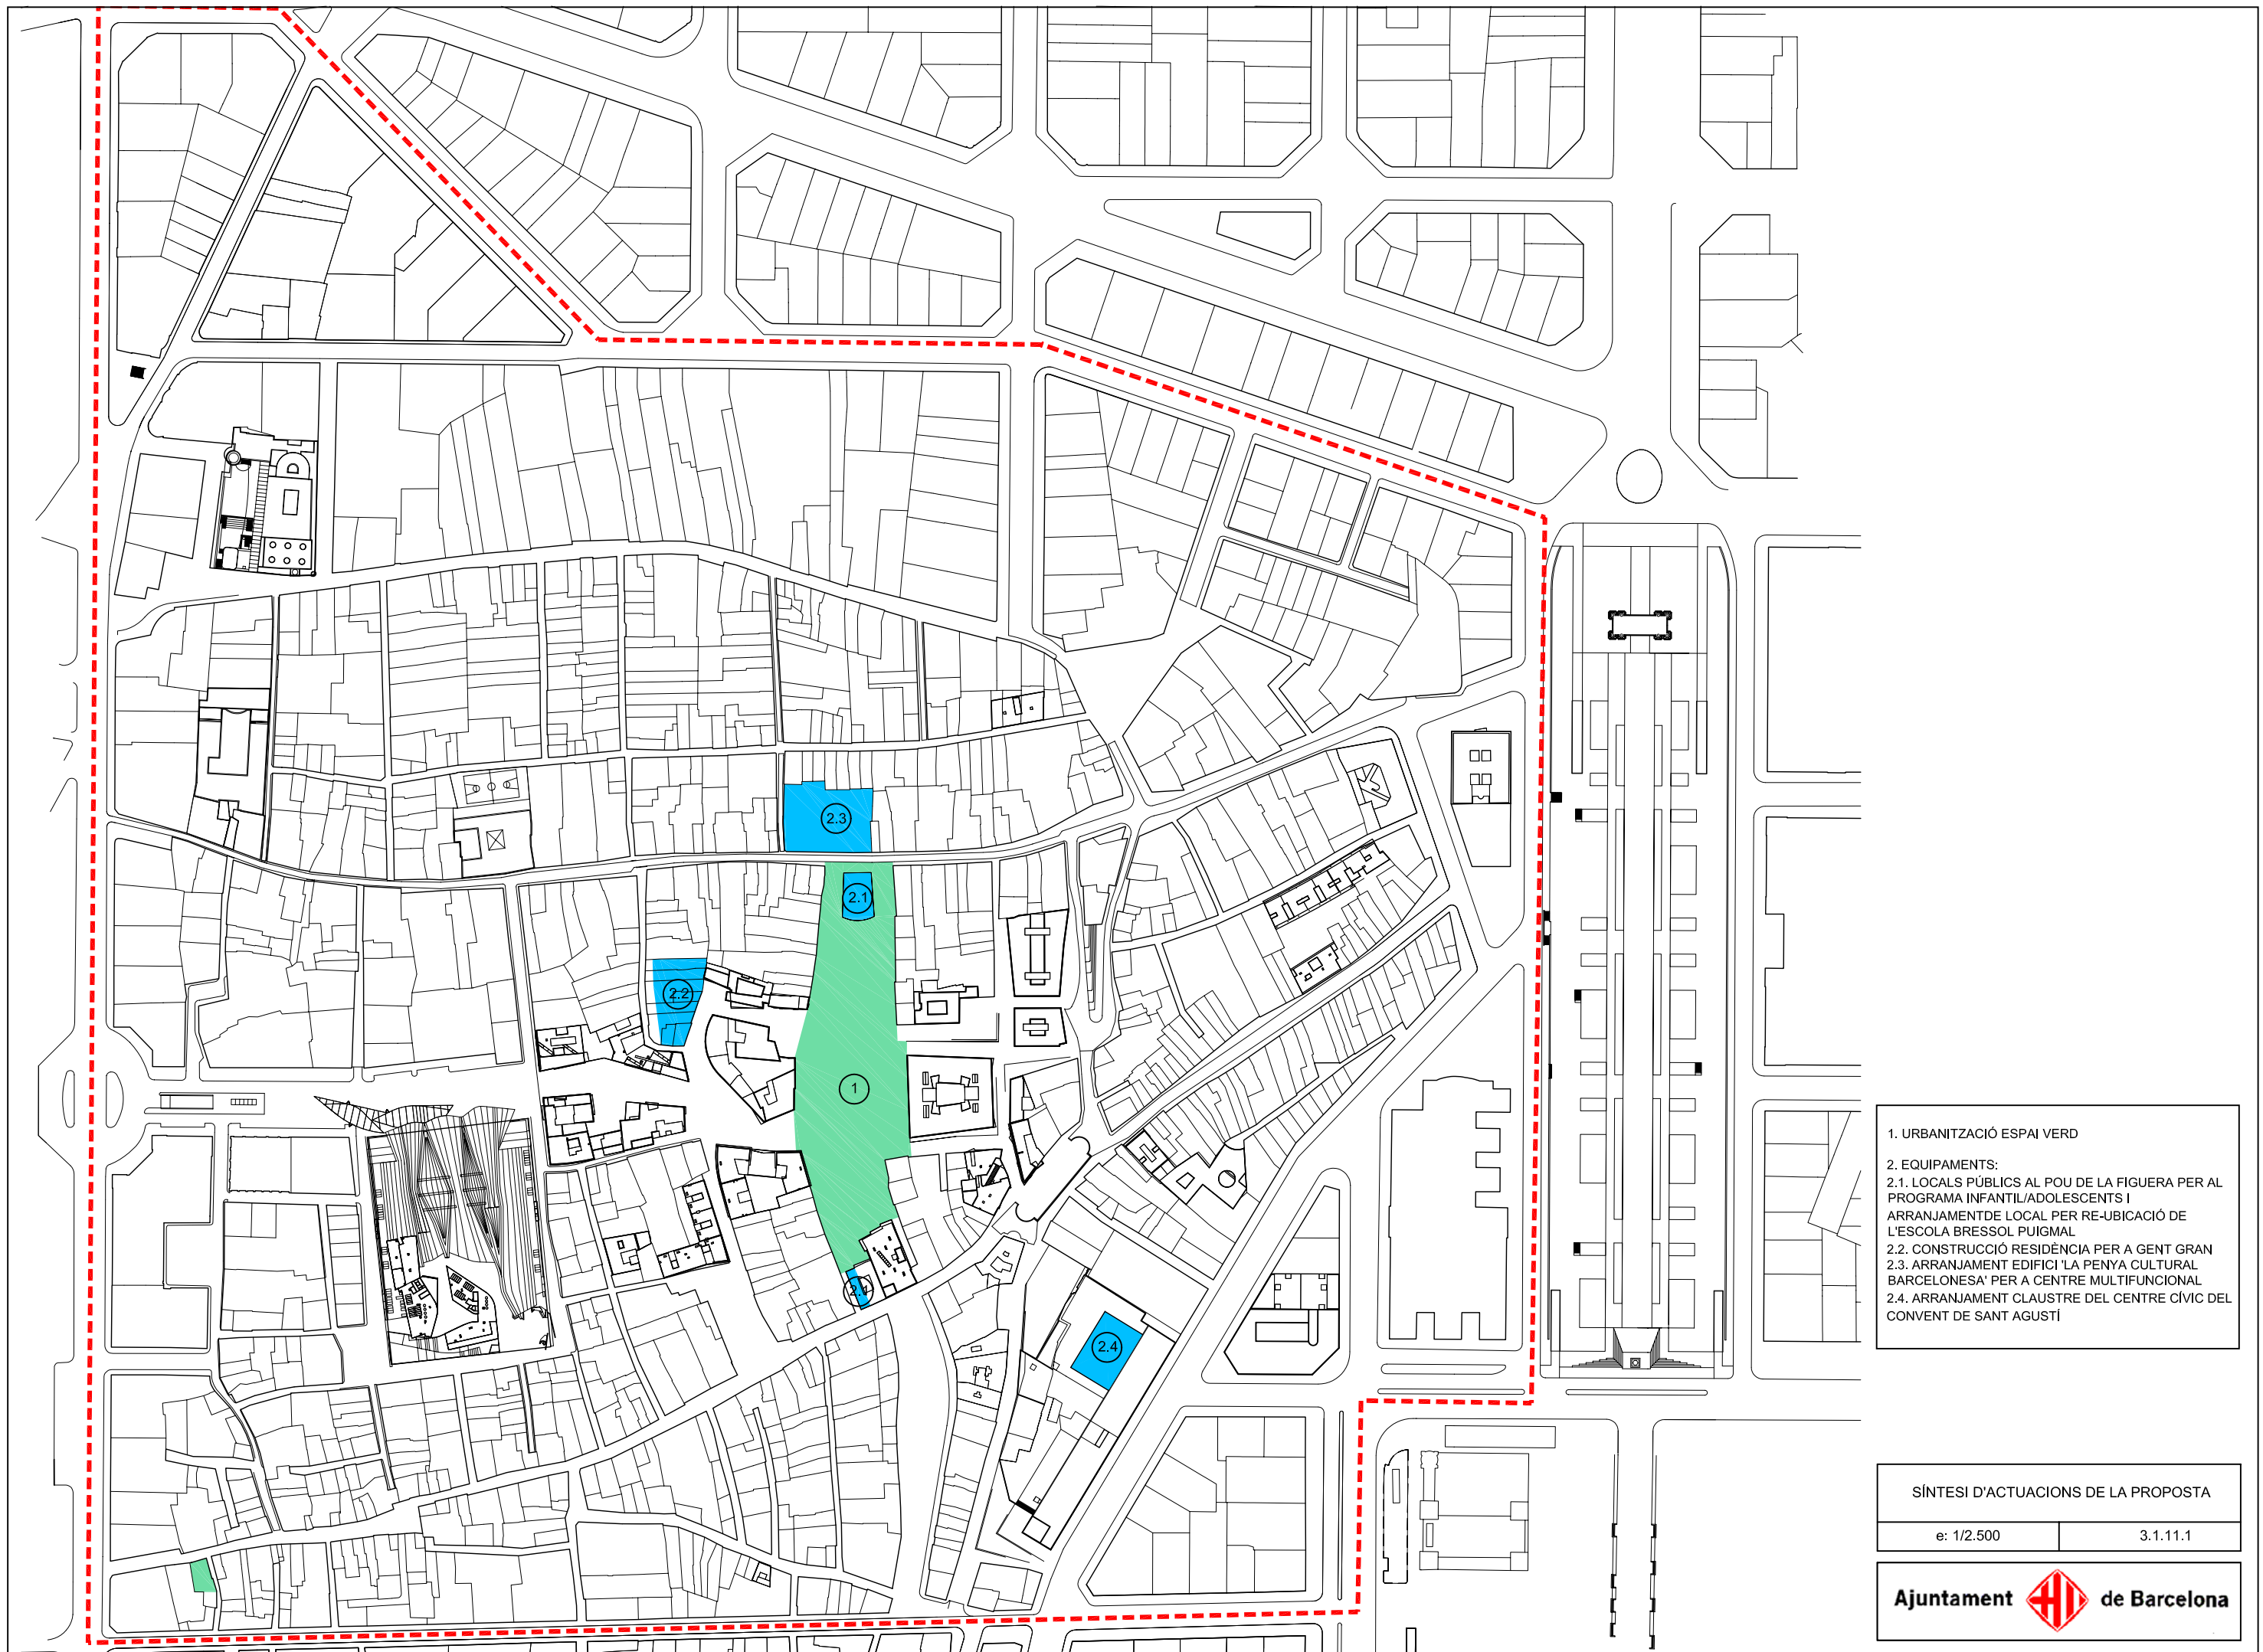 2.3
2.1
2.2
1
2.1
2.4
1. URBANITZACIÓ ESPAI VERD
2. EQUIPAMENTS:
2.1. LOCALS PÚBLICS AL POU DE LA FIGUERA PER AL
PROGRAMA INFANTIL/ADOLESCENTS I
ARRANJAMENTDE LOCAL PER RE-UBICACIÓ DE
L'ESCOLA BRESSOL PUIGMAL
2.2. CONSTRUCCIÓ RESIDÈNCIA PER A GENT GRAN
2.3. ARRANJAMENT EDIFICI 'LA PENYA CULTURAL
BARCELONESA' PER A CENTRE MULTIFUNCIONAL
2.4. ARRANJAMENT CLAUSTRE DEL CENTRE CÍVIC DEL
CONVENT DE SANT AGUSTÍ
SÍNTESI D'ACTUACIONS DE LA PROPOSTA
e: 1/2.500 3.1.11.1
Ajuntament de Barcelona